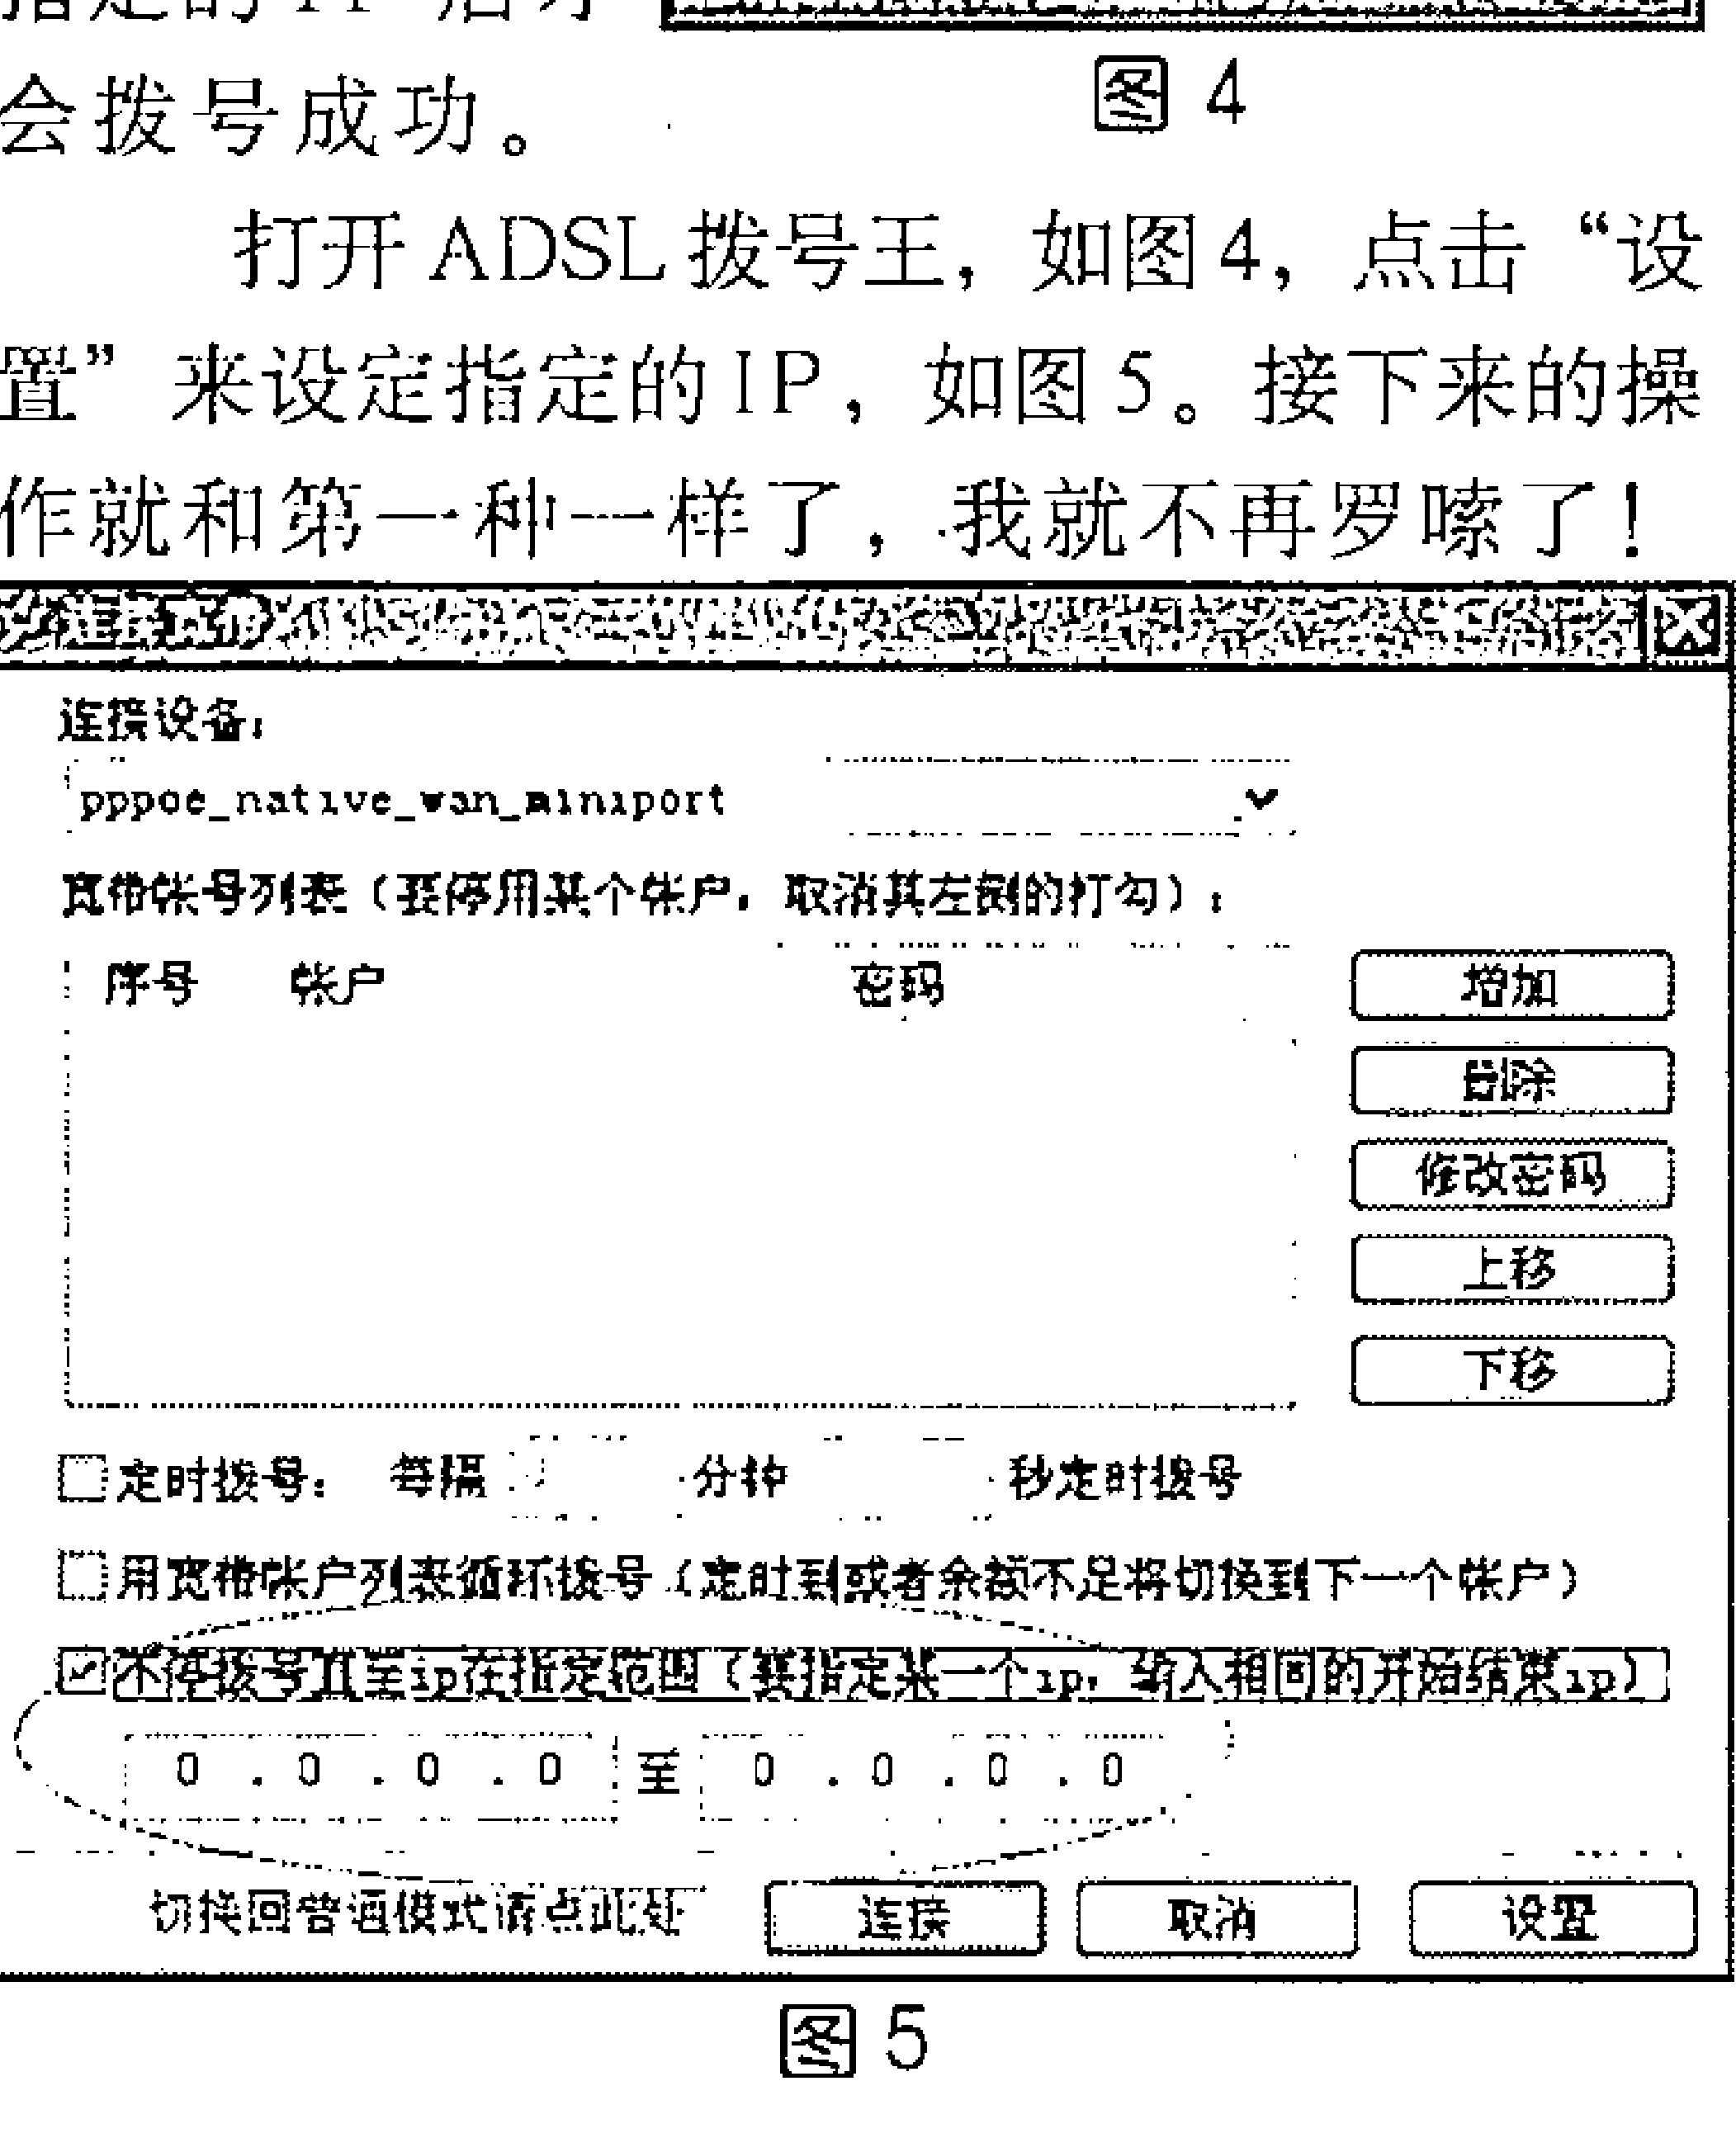 指定的 IP 后才
会拨号成功。
图 4
打开 ADSL 拨号王，如图 4，点击“设
置”来设定指定的 IP，如图 5。接下来的操
作就和第一种一样了，我就不再罗嗦了！
连接设备：
pppoe_native_wan_miniport
宽带帐号列表（要停用某个帐户，取消其左侧的打勾）：
序号 帐户 密码
增加
删除
修改密码
上移
下移
定时拨号： 每隔 分钟 秒定时拨号
用宽带帐户列表循环拨号（定时到或者余额不足将切换到下一个帐户）
不停拨号直至ip在指定范围（要指定某一个ip，输入相同的开始结束ip）
0 . 0 . 0 . 0 至 0 . 0 . 0 . 0
切换回普通模式请点此处 连接 取消 设置
图 5